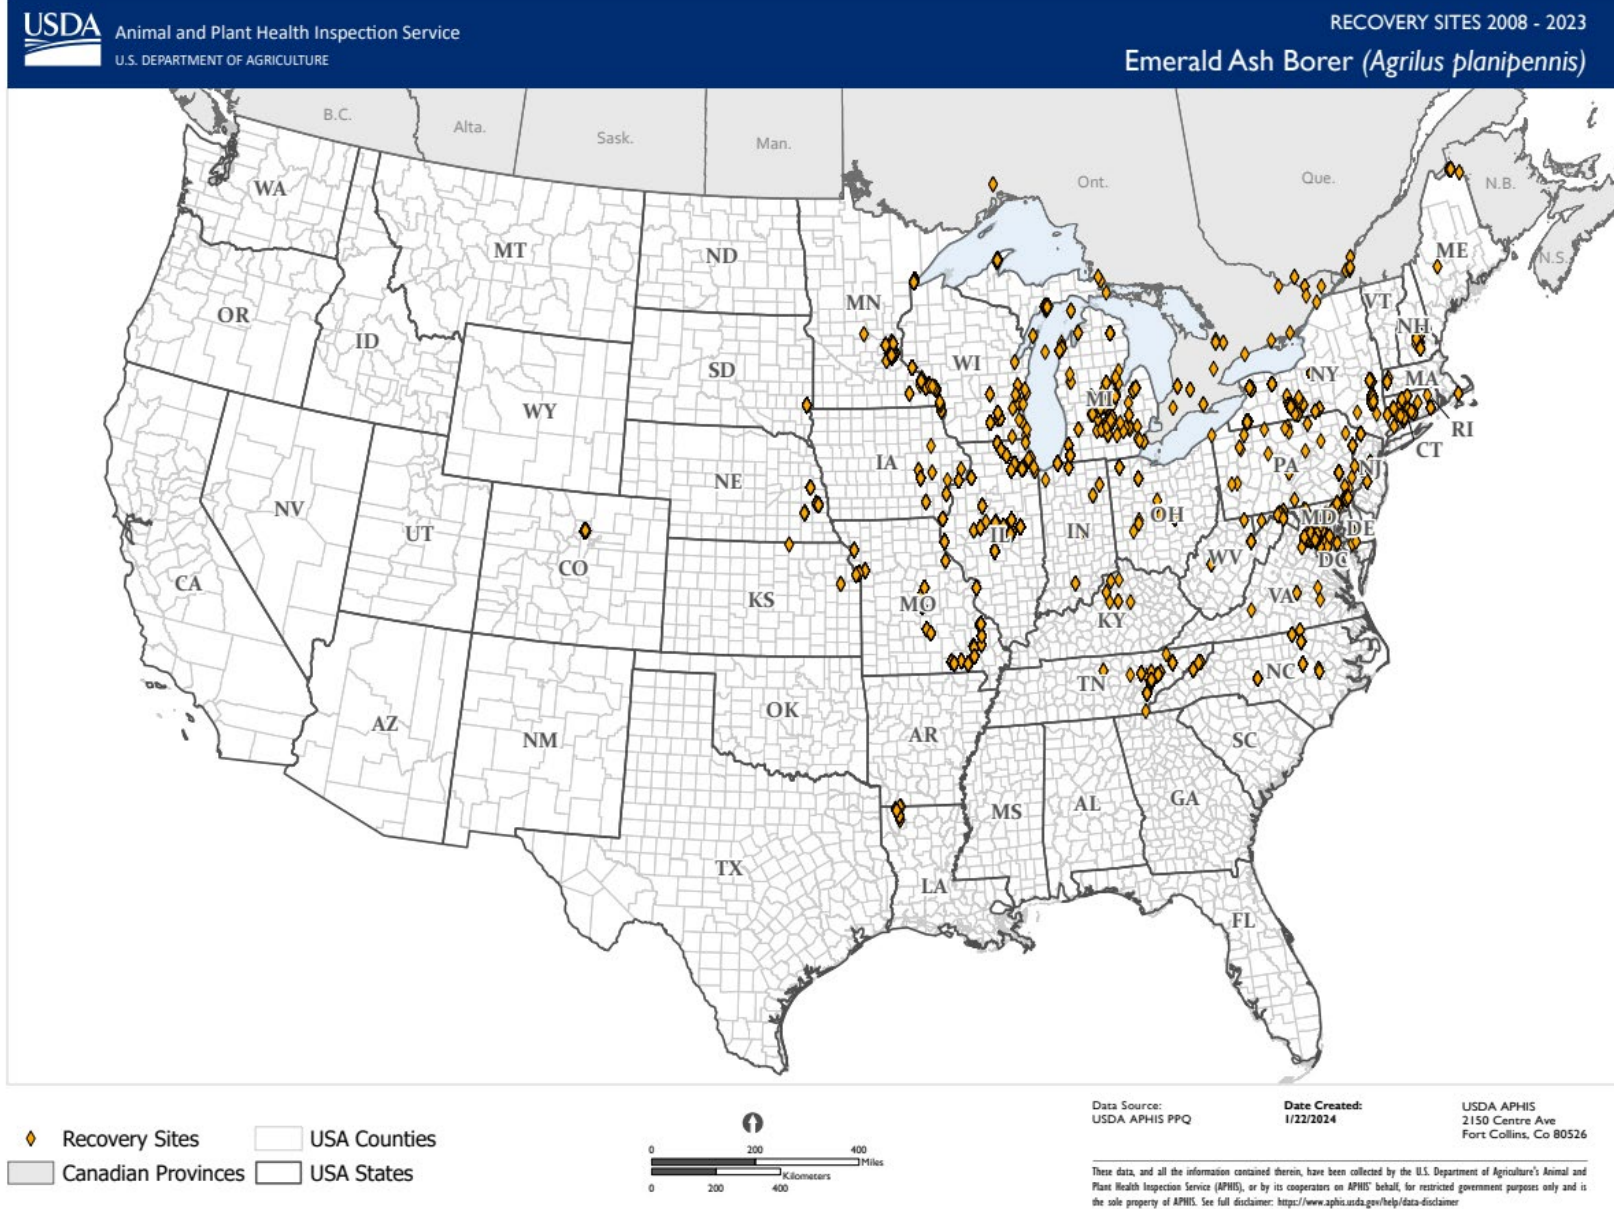 USDA
Animal and Plant Health Inspection Service
U.S. DEPARTMENT OF AGRICULTURE
RECOVERY SITES 2008 - 2023
Emerald Ash Borer (Agrilus planipennis)
B.C.
Alta.
Sask.
Man.
Ont.
Que.
N.B.
N.S.
WA
MT
ND
MN
ME
OR
ID
SD
WI
MI
NY
VT
NH
MA
RI
CT
WY
NE
IA
PA
NJ
NV
UT
CO
IL
IN
OH
MD
DE
DC
WV
VA
CA
KS
MO
KY
AZ
NM
OK
AR
TN
NC
SC
TX
LA
MS
AL
GA
FL
Recovery Sites
USA Counties
Canadian Provinces
USA States
0
200
400
Miles
Kilometers
0
200
400
Data Source:
USDA APHIS PPQ
Date Created:
1/22/2024
USDA APHIS
2150 Centre Ave
Fort Collins, Co 80526
These data, and all the information contained therein, have been collected by the U.S. Department of Agriculture's Animal and
Plant Health Inspection Service (APHIS), or by its cooperators on APHIS' behalf, for restricted government purposes only and is
the sole property of APHIS. See full disclaimer: https://www.aphis.usda.gov/help/data-disclaimer